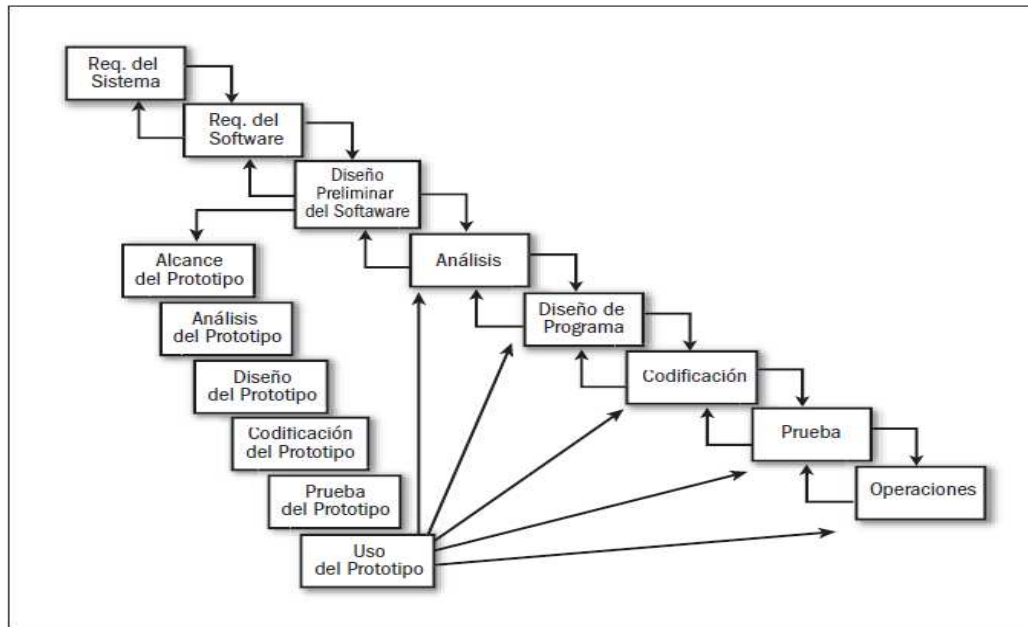 Req. del
Sistema
Req. del
Software
Diseño
Preliminar
del Softaware
Alcance
del Prototipo
Análisis
Análisis
del Prototipo
Diseño de
Programa
Diseño
del Prototipo
Codificación
Codificación
del Prototipo
Prueba
Prueba
del Prototipo
Operaciones
Uso
del Prototipo